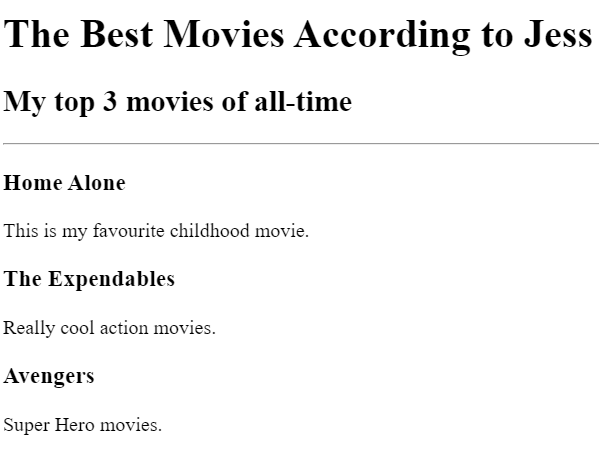 The Best Movies According to Jess
My top 3 movies of all-time
Home Alone
This is my favourite childhood movie.
The Expendables
Really cool action movies.
Avengers
Super Hero movies.